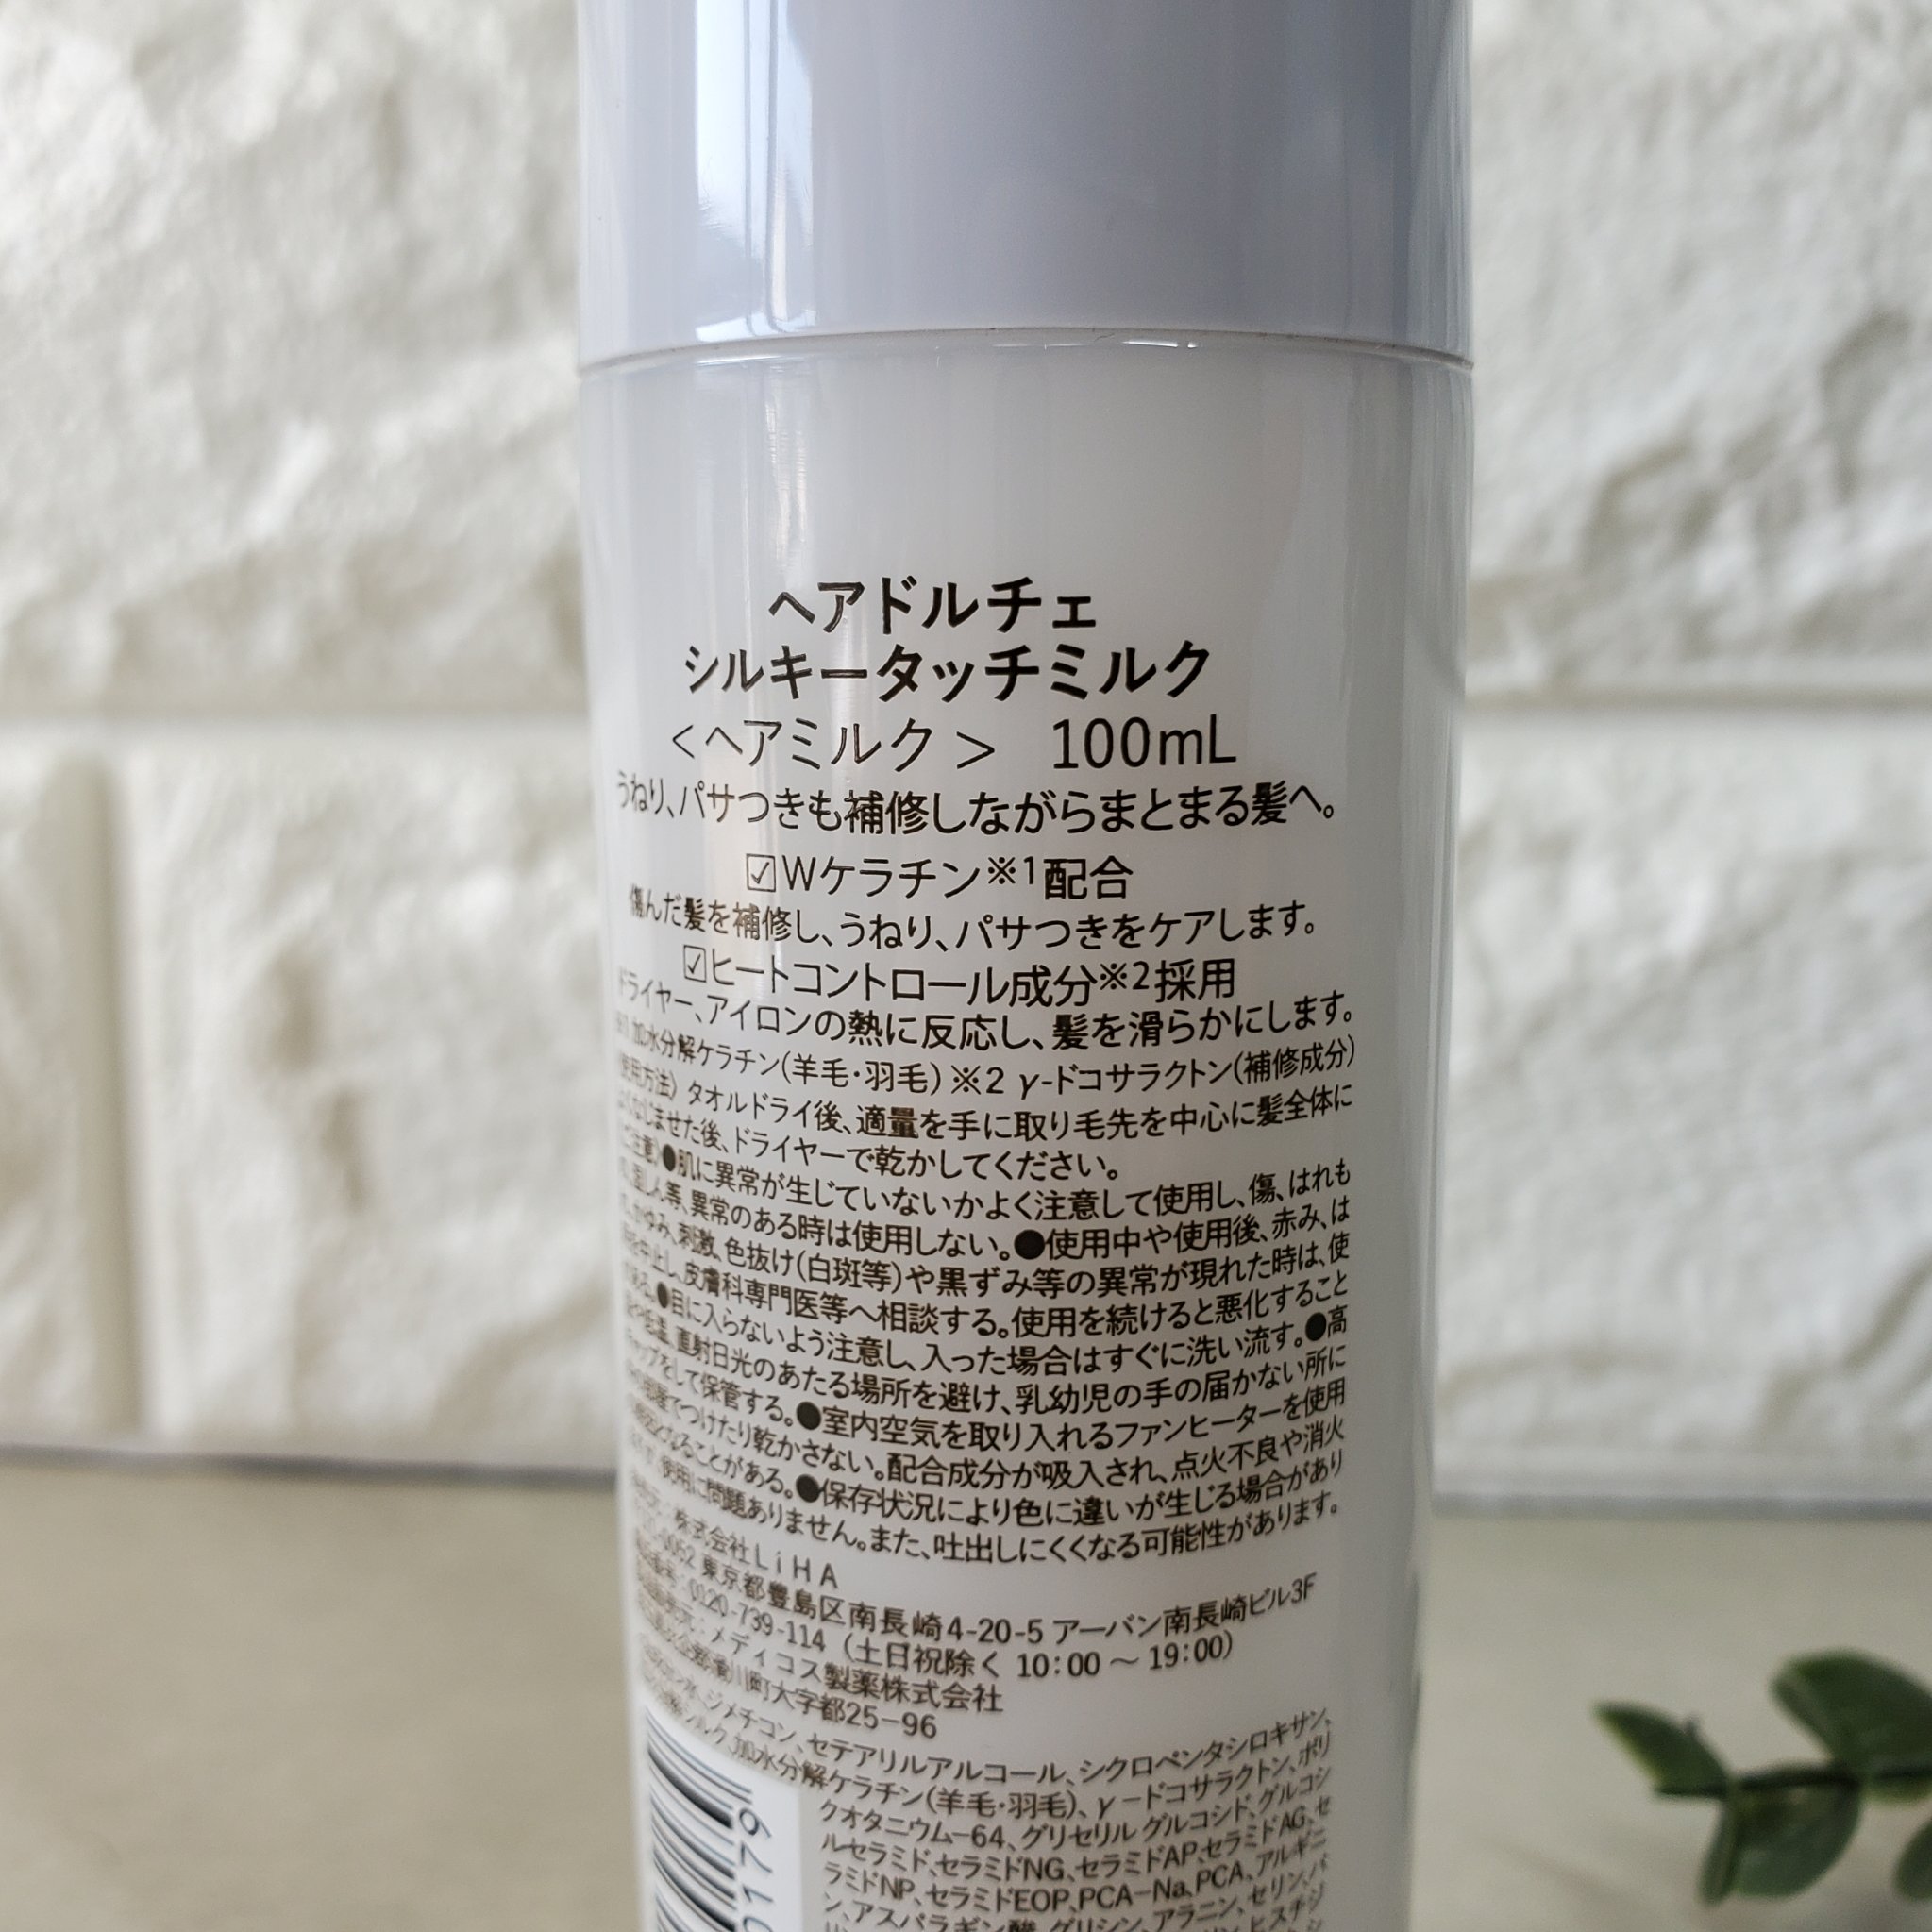 ヘアドルチェ
シルキータッチミルク
<ヘアミルク> 100mL
うねり、パサつきも補修しながらまとまる髪へ。
☑Wケラチン※1配合
傷んだ髪を補修し、うねり、パサつきをケアします。
☑ヒートコントロール成分※2採用
ドライヤー、アイロンの熱に反応し、髪を滑らかにします。
加水分解ケラチン(羊毛・羽毛) ※2 γ-ドコサラクトン(補修成分)
使用方法) タオルドライ後、適量を手に取り毛先を中心に髪全体に
よくなじませた後、ドライヤーで乾かしてください。
注意)●肌に異常が生じていないかよく注意して使用し、傷、はれも
湿しん等、異常のある時は使用しない。●使用中や使用後、赤み、は
かゆみ、刺激、色抜け(白斑等)や黒ずみ等の異常が現れた時は、使
中止し、皮膚科専門医等へ相談する。使用を続けると悪化すること
●目に入らないよう注意し、入った場合はすぐに洗い流す。●高
や低温、直射日光のあたる場所を避け、乳幼児の手の届かない所に
キャップをして保管する。●室内空気を取り入れるファンヒーターを使用
部屋でつけたり乾かさない。配合成分が吸入され、点火不良や消火
なることがある。●保存状況により色に違いが生じる場合があり
使用に問題ありません。また、吐出しにくくなる可能性があります。
株式会社LiHA
-0052 東京都豊島区南長崎4-20-5 アーバン南長崎ビル3F
0120-739-114 (土日祝除く 10:00 ～ 19:00)
メディコス製薬株式会社
滑川町大字都25-96
水、ジメチコン、セテアリルアルコール、シクロペンタシロキサン、
シルク、加水分解ケラチン(羊毛・羽毛)、γ-ドコサラクトン、ポリ
クオタニウム-64、グリセリルグルコシド、グルコシ
ルセラミド、セラミドNG、セラミドAP、セラミドAG、セ
ラミドNP、セラミドEOP、PCA-Na、PCA、アルギニ
ン、アスパラギン酸、グリシン、アラニン、セリン、バ
ヒスチジ